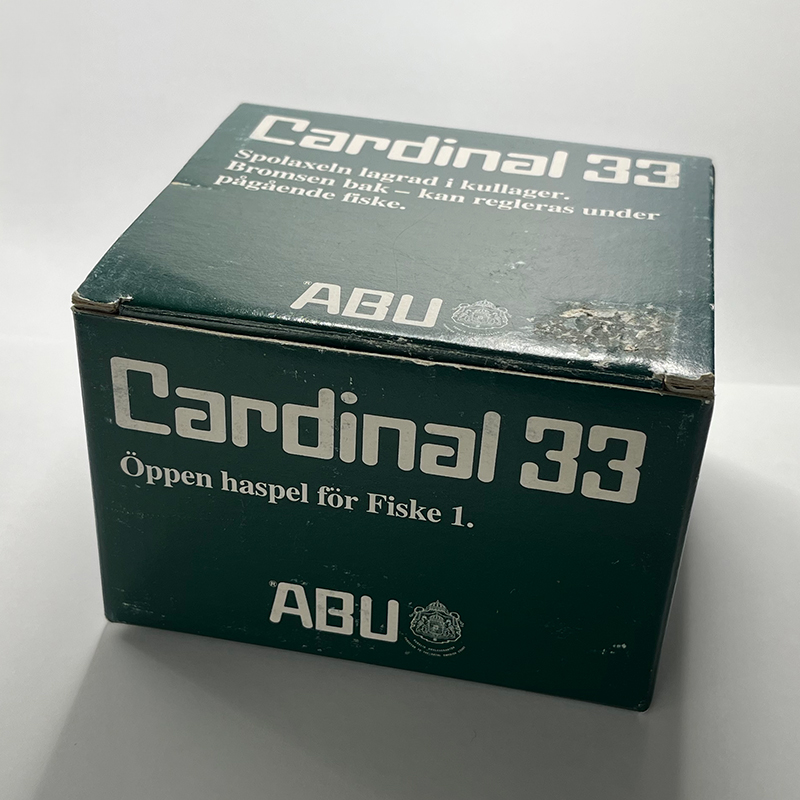 Cardinal 33
Spolaxeln lagrad i kullager.
Bromsen bak – kan regleras under
pågående fiske.
®ABU
Cardinal 33
Öppen haspel för Fiske 1.
®ABU